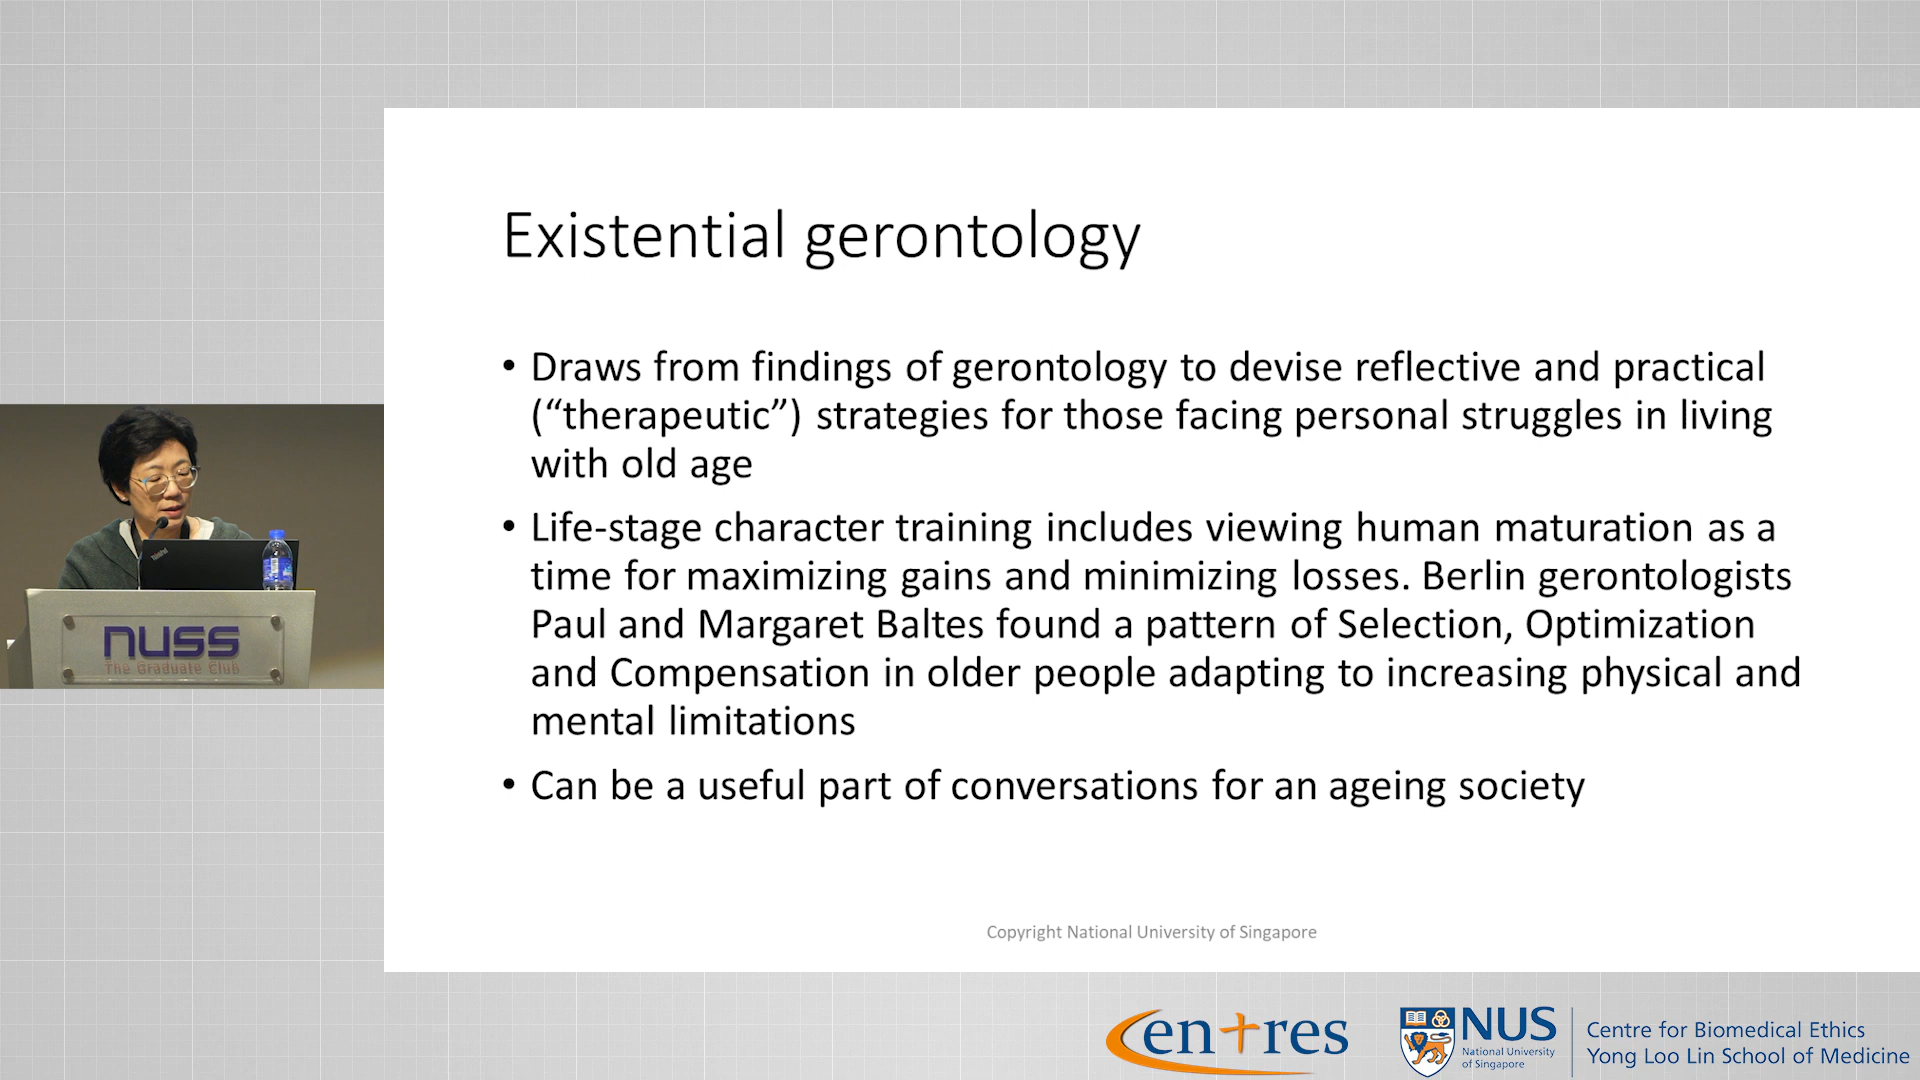 Existential gerontology
• Draws from findings of gerontology to devise reflective and practical
(“therapeutic”) strategies for those facing personal struggles in living
with old age
• Life-stage character training includes viewing human maturation as a
time for maximizing gains and minimizing losses. Berlin gerontologists
Paul and Margaret Baltes found a pattern of Selection, Optimization
and Compensation in older people adapting to increasing physical and
mental limitations
• Can be a useful part of conversations for an ageing society
Copyright National University of Singapore
ThinkPad
NUSS
The Graduate Club
Centres
NUS
National University
of Singapore
Centre for Biomedical Ethics
Yong Loo Lin School of Medicine